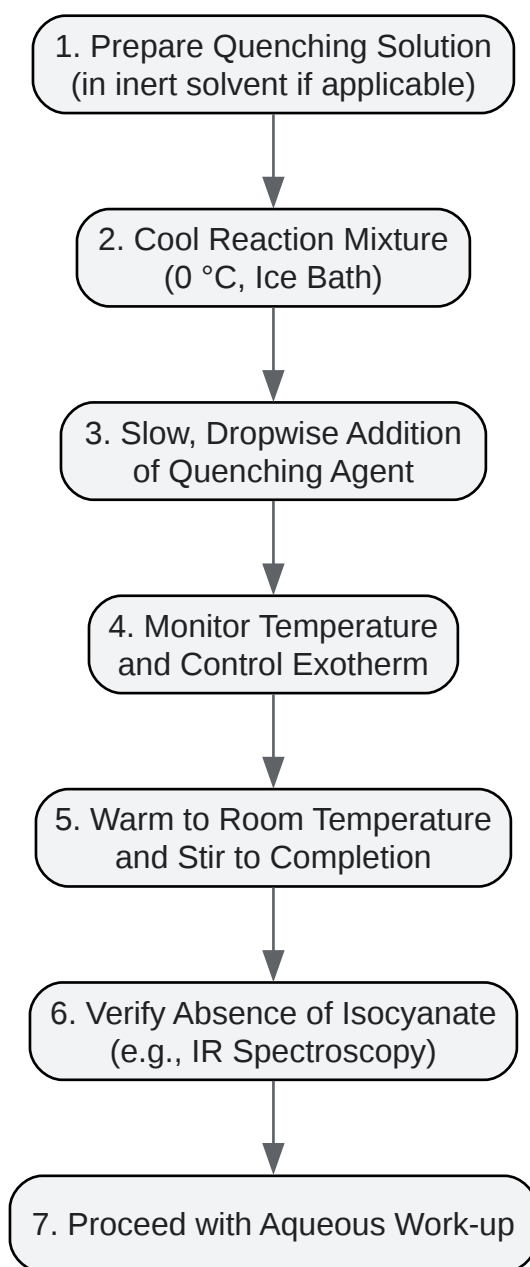 1. Prepare Quenching Solution
(in inert solvent if applicable)
2. Cool Reaction Mixture
(0 °C, Ice Bath)
3. Slow, Dropwise Addition
of Quenching Agent
4. Monitor Temperature
and Control Exotherm
5. Warm to Room Temperature
and Stir to Completion
6. Verify Absence of Isocyanate
(e.g., IR Spectroscopy)
7. Proceed with Aqueous Work-up